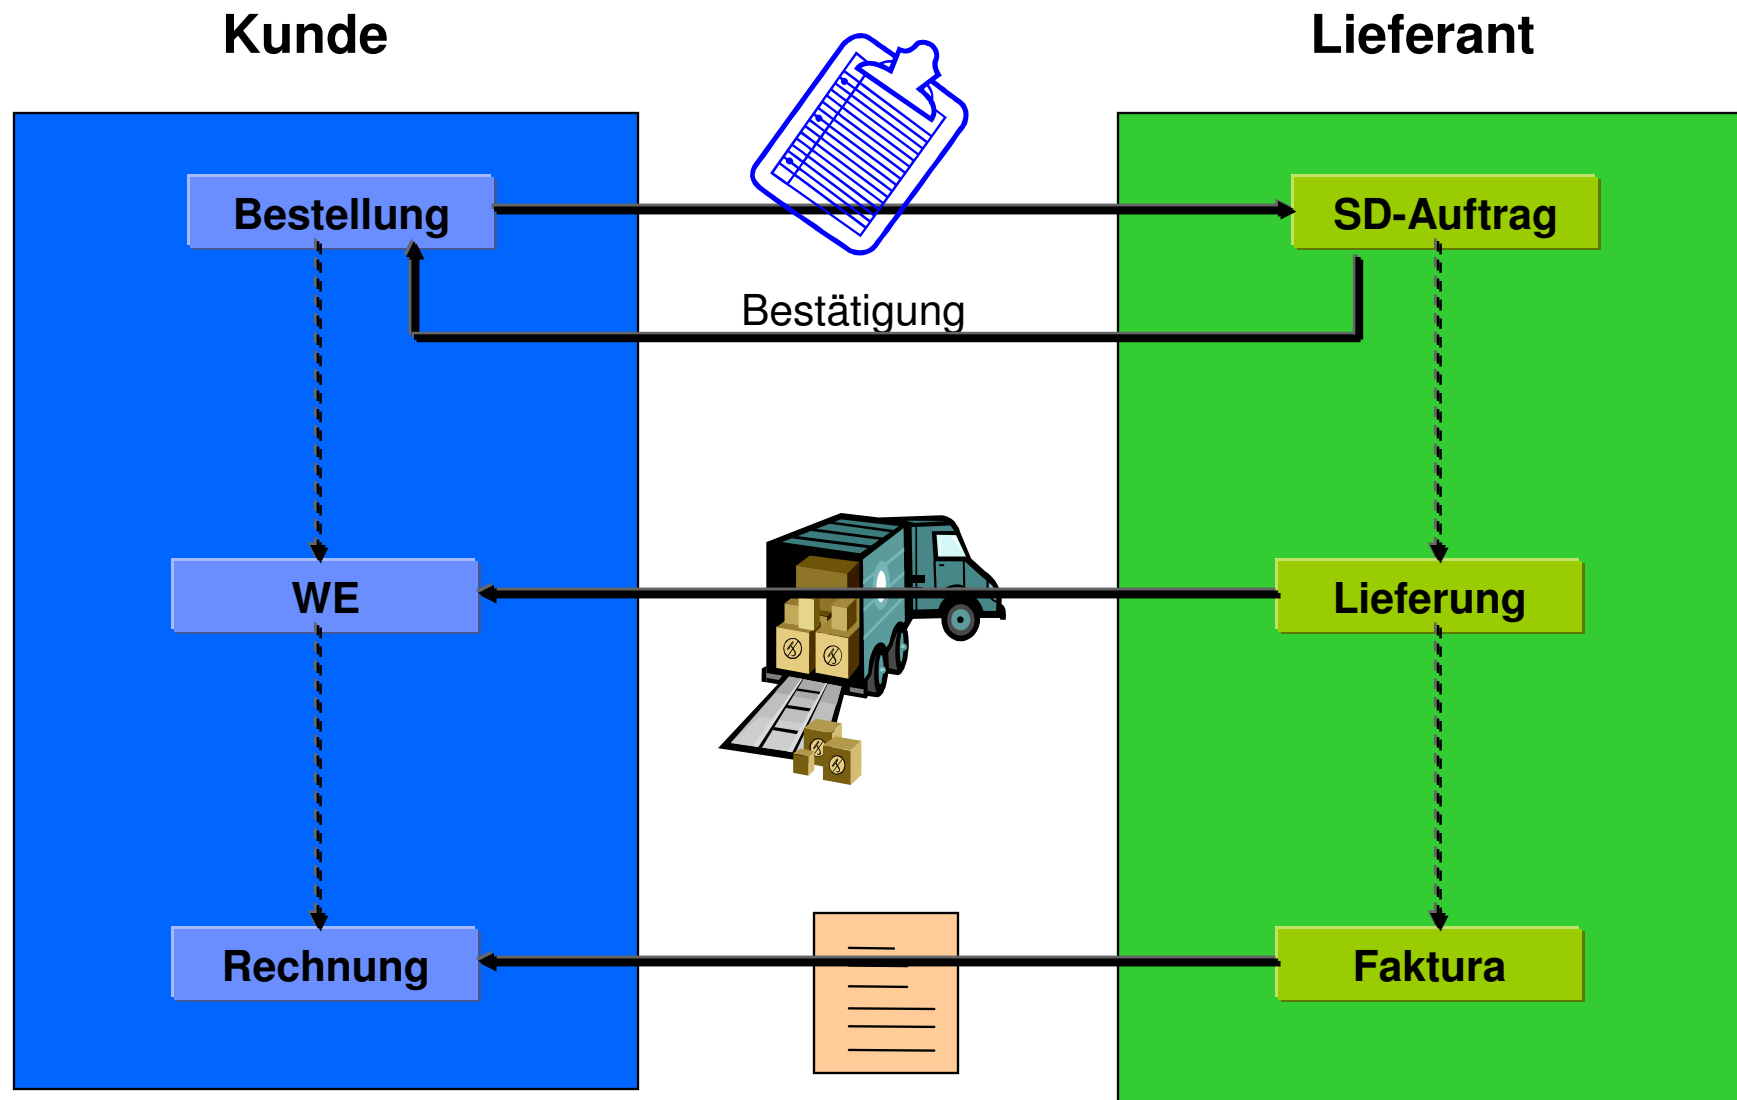 Kunde
Lieferant
Bestellung
SD-Auftrag
Bestätigung
WE
Lieferung
Rechnung
Faktura